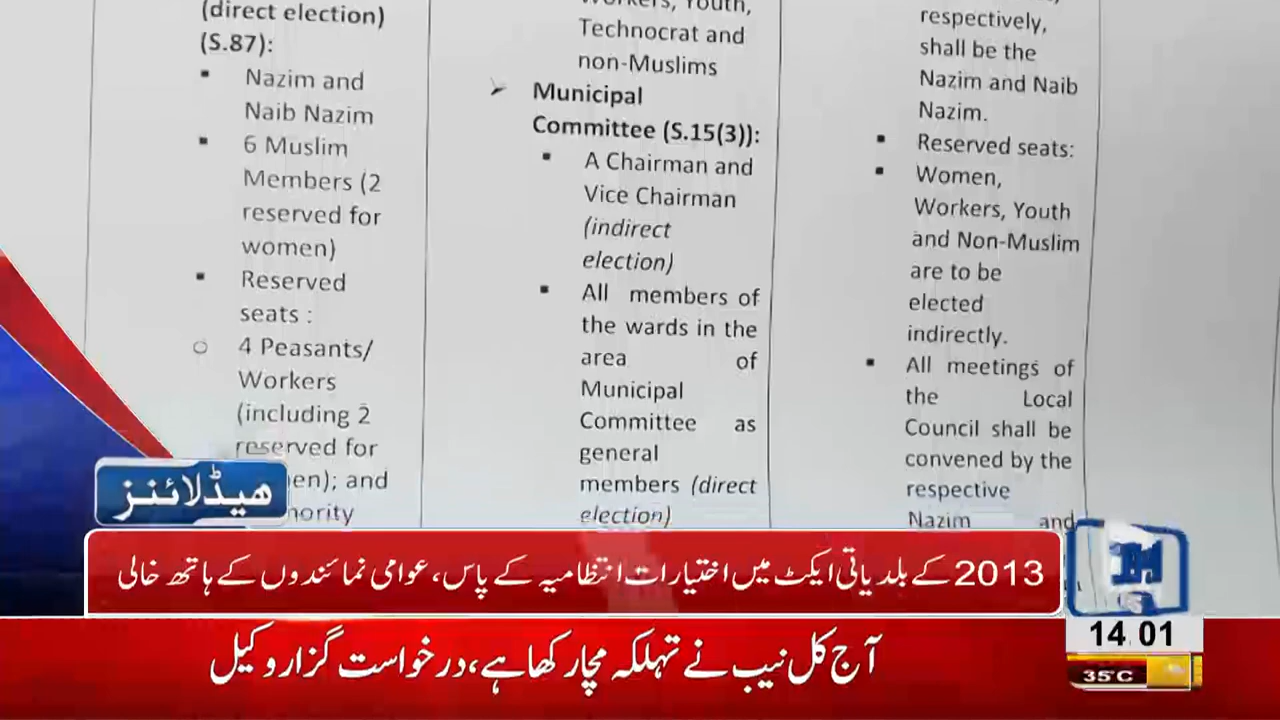 (direct election)
(S.87):
Nazim and
Naib Nazim
6 Muslim
Members (2
reserved for
women)
Reserved
seats :
4 Peasants/
Workers
(including 2
reserved for
en); and
nority
Workers, Youth,
Technocrat and
non-Muslims
Municipal
Committee (S.15(3)):
A Chairman and
Vice Chairman
(indirect
election)
All members of
the wards in the
area of
Municipal
Committee as
general
members (direct
election)
respectively,
shall be the
Nazim and Naib
Nazim.
Reserved seats:
Women,
Workers, Youth
and Non-Muslim
are to be
elected
indirectly.
All meetings of
the Local
Council shall be
convened by the
respective
Nazim and
ھیڈلائنز
2013 کے بلدیاتی ایکٹ میں اختیارات انتظامیہ کے پاس، عوامی نمائندوں کے ہاتھ خالی
آج کل نیب نے تہلکہ مچا رکھا ہے، درخواست گزار وکیل
14 01
35°C